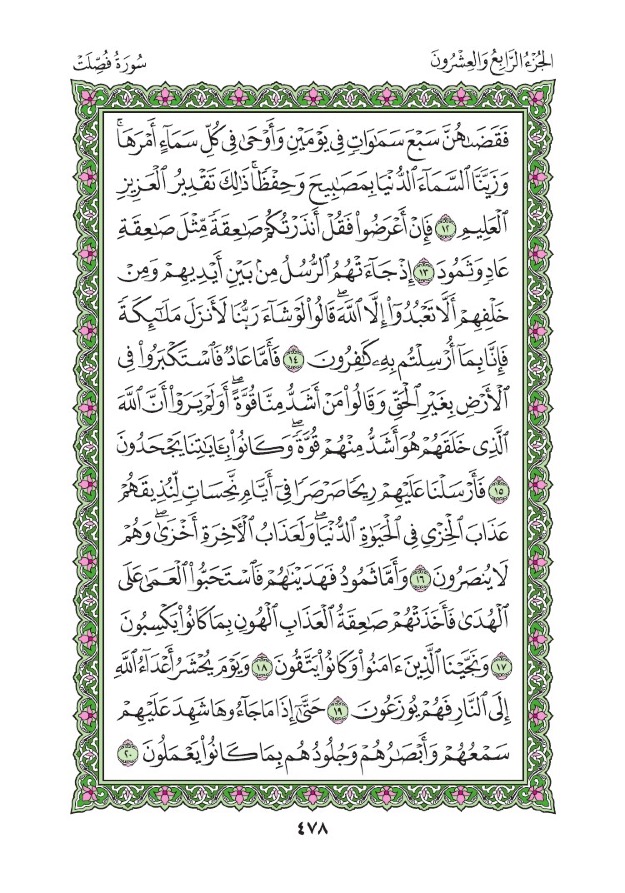 الجُزْءُ الرَّابِعُ وَالعِشْرُونَ
سُورَةُ فُصِّلَتْ
فَقَضَىٰهُنَّ سَبْعَ سَمَٰوَاتٍ فِي يَوْمَيْنِ وَأَوْحَىٰ فِي كُلِّ سَمَآءٍ أَمْرَهَاۚ
وَزَيَّنَّا ٱلسَّمَآءَ ٱلدُّنْيَا بِمَصَٰبِيحَ وَحِفْظٗاۚ ذَٰلِكَ تَقْدِيرُ ٱلْعَزِيزِ
ٱلْعَلِيمِ ١٢ فَإِنْ أَعْرَضُواْ فَقُلْ أَنذَرْتُكُمْ صَٰعِقَةٗ مِّثْلَ صَٰعِقَةِ
عَادٖ وَثَمُودَ ١٣ إِذْ جَآءَتْهُمُ ٱلرُّسُلُ مِنۢ بَيْنِ أَيْدِيهِمْ وَمِنْ
خَلْفِهِمْ أَلَّا تَعْبُدُوٓاْ إِلَّا ٱللَّهَۖ قَالُواْ لَوْ شَآءَ رَبُّنَا لَأَنزَلَ مَلَٰٓئِكَةٗ
فَإِنَّا بِمَآ أُرْسِلْتُم بِهِۦ كَٰفِرُونَ ١٤ فَأَمَّا عَادٞ فَٱسْتَكْبَرُواْ فِي
ٱلْأَرْضِ بِغَيْرِ ٱلْحَقِّ وَقَالُواْ مَنْ أَشَدُّ مِنَّا قُوَّةًۖ أَوَلَمْ يَرَوْاْ أَنَّ ٱللَّهَ
ٱلَّذِي خَلَقَهُمْ هُوَ أَشَدُّ مِنْهُمْ قُوَّةٗۖ وَكَانُواْ بِـَٔايَٰتِنَا يَجْحَدُونَ
١٥ فَأَرْسَلْنَا عَلَيْهِمْ رِيحٗا صَرْصَرٗا فِيٓ أَيَّامٖ نَّحِسَاتٖ لِّنُذِيقَهُمْ
عَذَابَ ٱلْخِزْيِ فِي ٱلْحَيَوٰةِ ٱلدُّنْيَاۖ وَلَعَذَابُ ٱلْأٓخِرَةِ أَخْزَىٰۖ وَهُمْ
لَا يُنصَرُونَ ١٦ وَأَمَّا ثَمُودُ فَهَدَيْنَٰهُمْ فَٱسْتَحَبُّواْ ٱلْعَمَىٰ عَلَى
ٱلْهُدَىٰ فَأَخَذَتْهُمْ صَٰعِقَةُ ٱلْعَذَابِ ٱلْهُونِ بِمَا كَانُواْ يَكْسِبُونَ
١٧ وَنَجَّيْنَا ٱلَّذِينَ ءَامَنُواْ وَكَانُواْ يَتَّقُونَ ١٨ وَيَوْمَ يُحْشَرُ أَعْدَآءُ ٱللَّهِ
إِلَى ٱلنَّارِ فَهُمْ يُوزَعُونَ ١٩ حَتَّىٰٓ إِذَا مَا جَآءُوهَا شَهِدَ عَلَيْهِمْ
سَمْعُهُمْ وَأَبْصَٰرُهُمْ وَجُلُودُهُم بِمَا كَانُواْ يَعْمَلُونَ ٢٠
٤٧٨